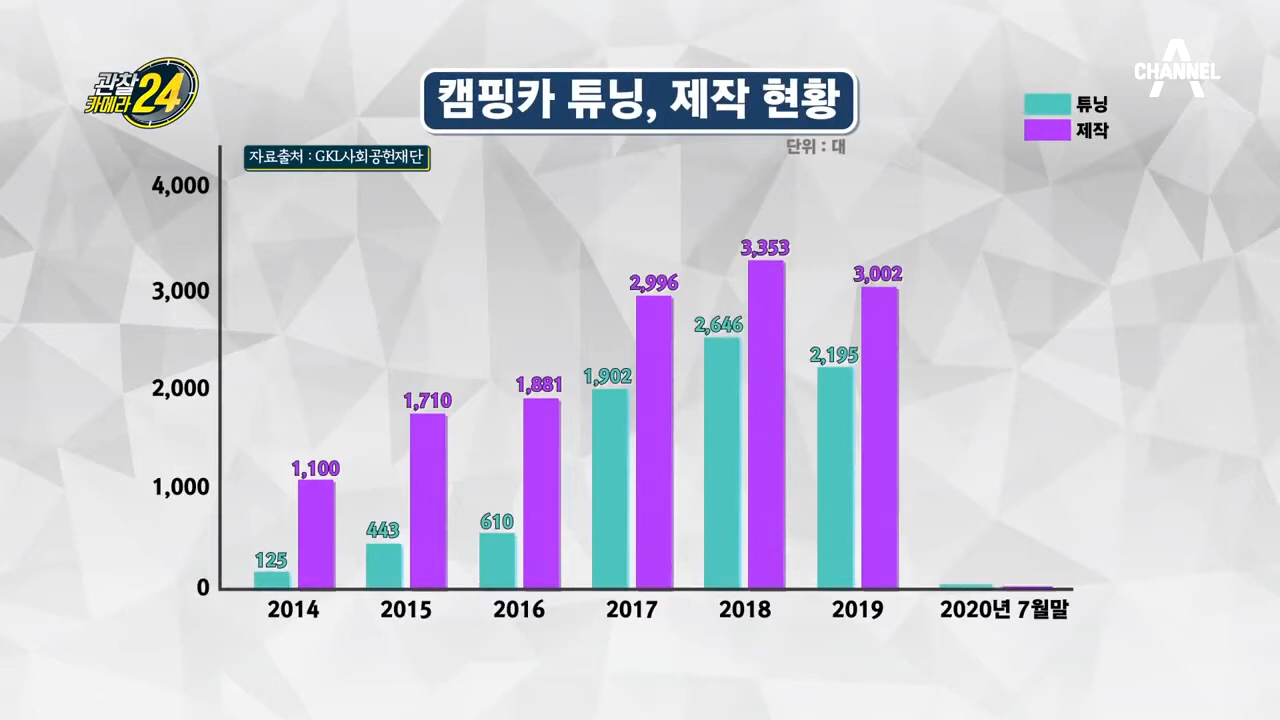 관찰
카메라 24
캠핑카 튜닝, 제작 현황
CHANNEL A
튜닝
제작
단위 : 대
자료출처 : GKL사회공헌재단
4,000
3,000
2,000
1,000
0
125
1,100
443
1,710
610
1,881
1,902
2,996
2,646
3,353
2,195
3,002
2014
2015
2016
2017
2018
2019
2020년 7월말